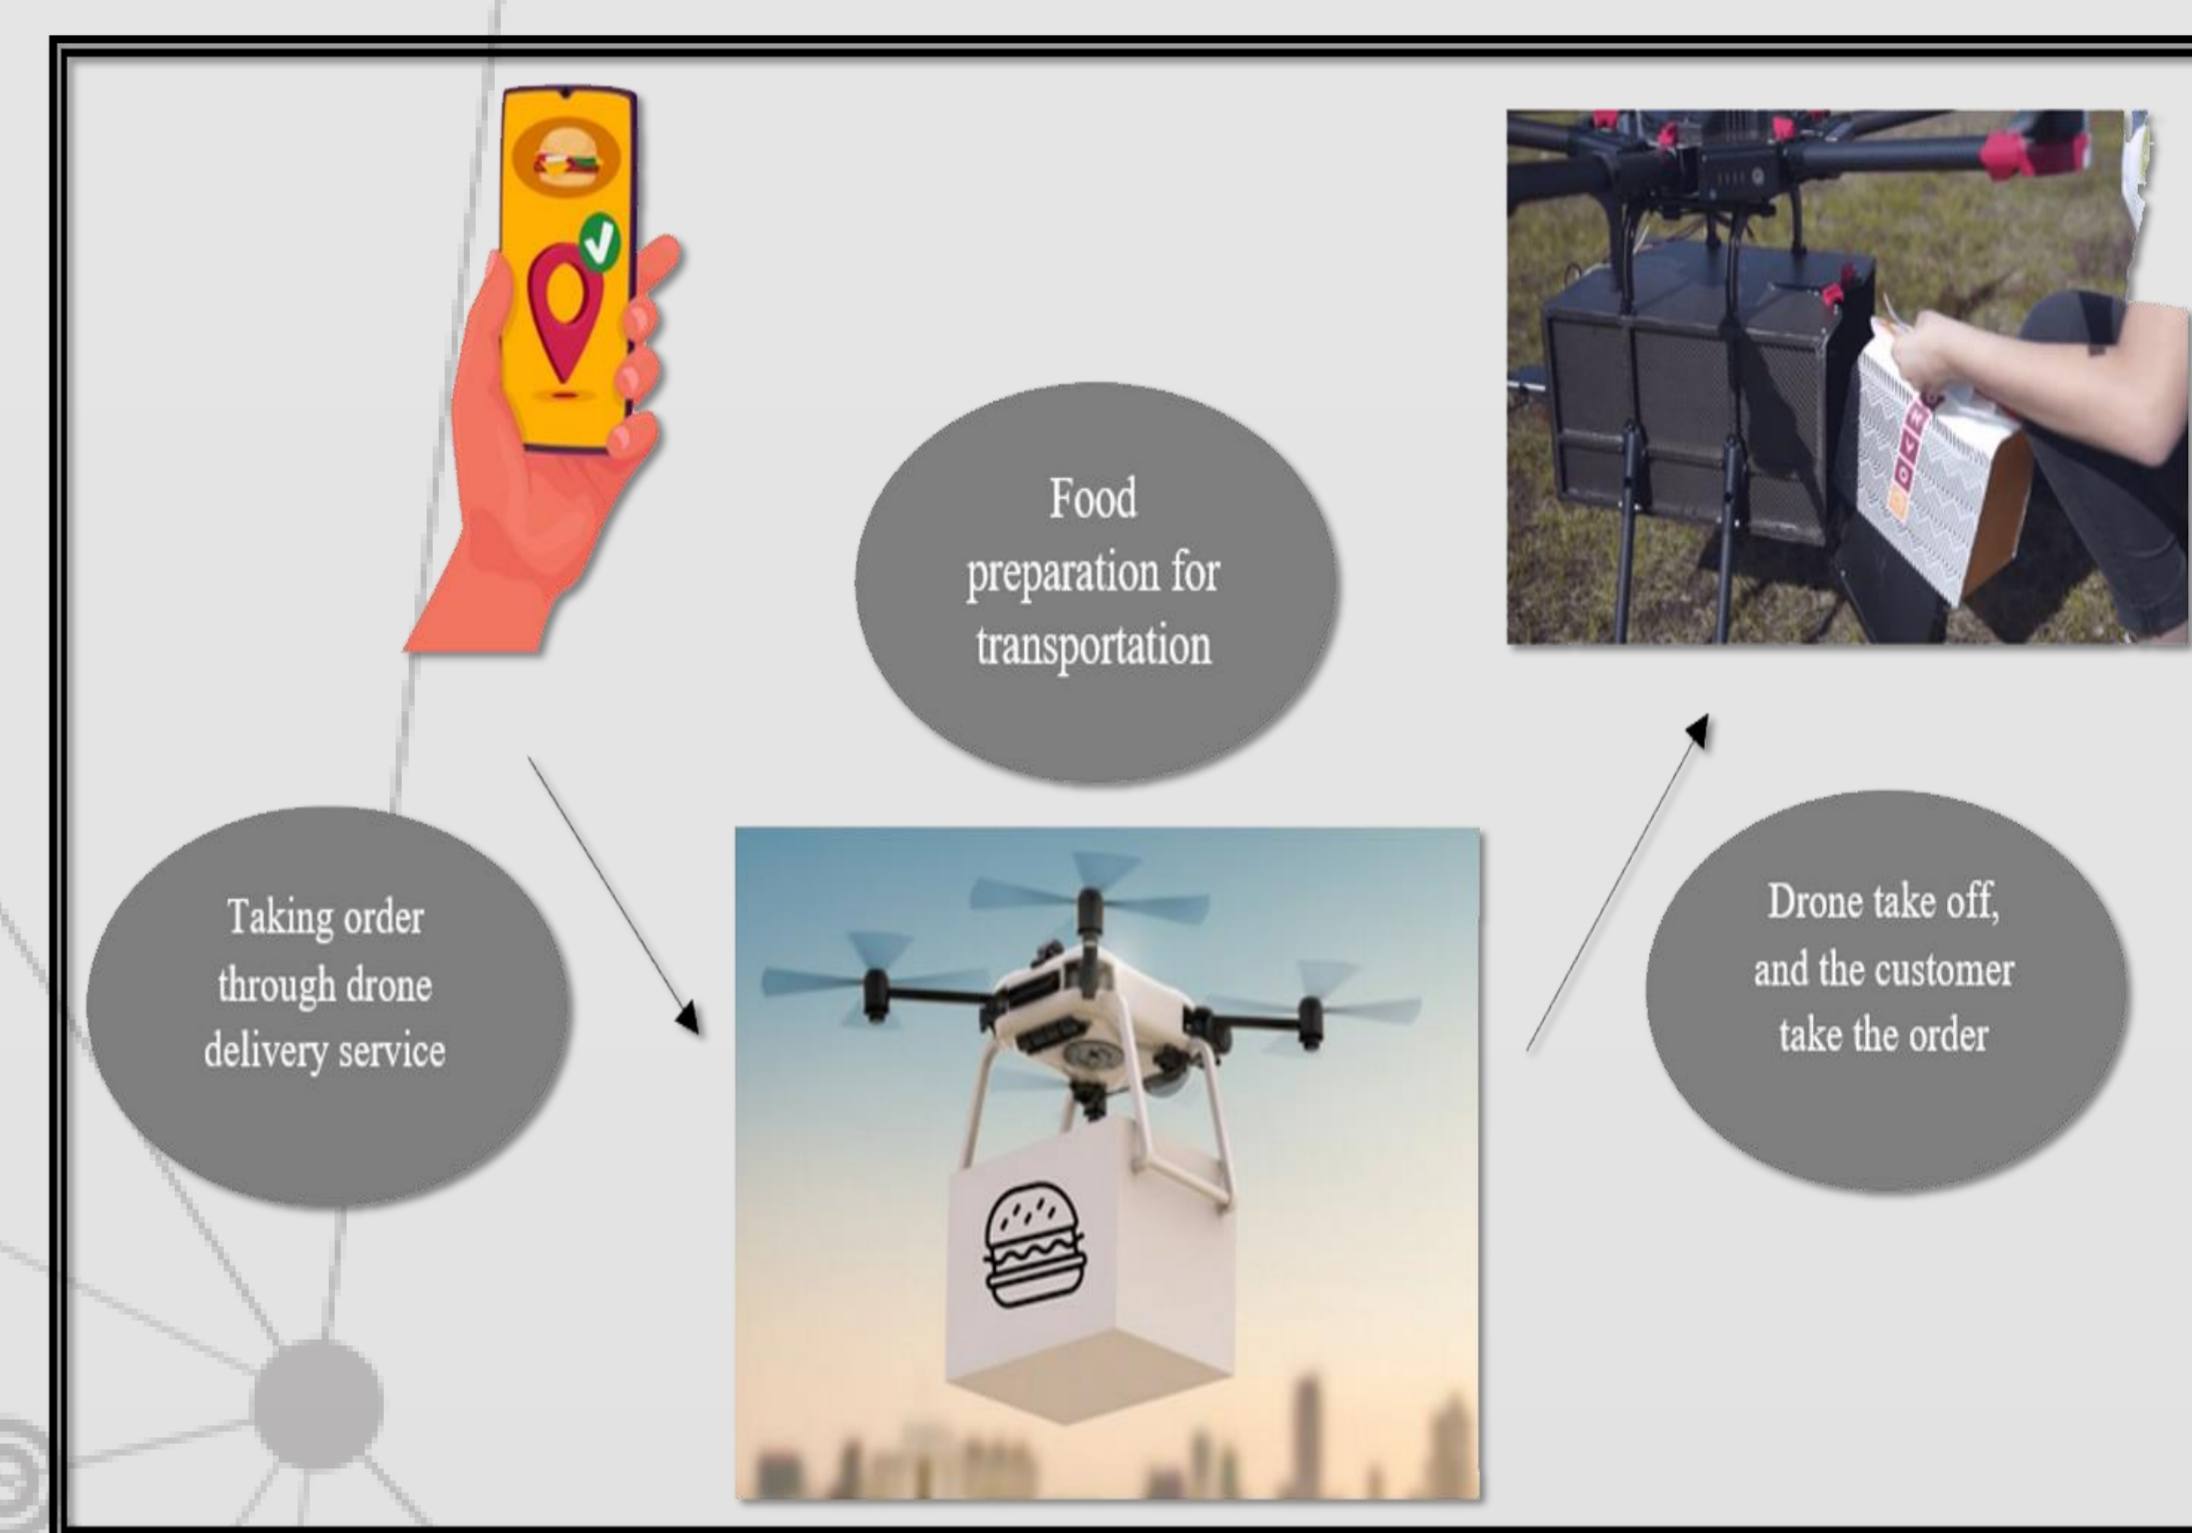 Food
preparation for
transportation
Taking order
through drone
delivery service
Drone take off,
and the customer
take the order